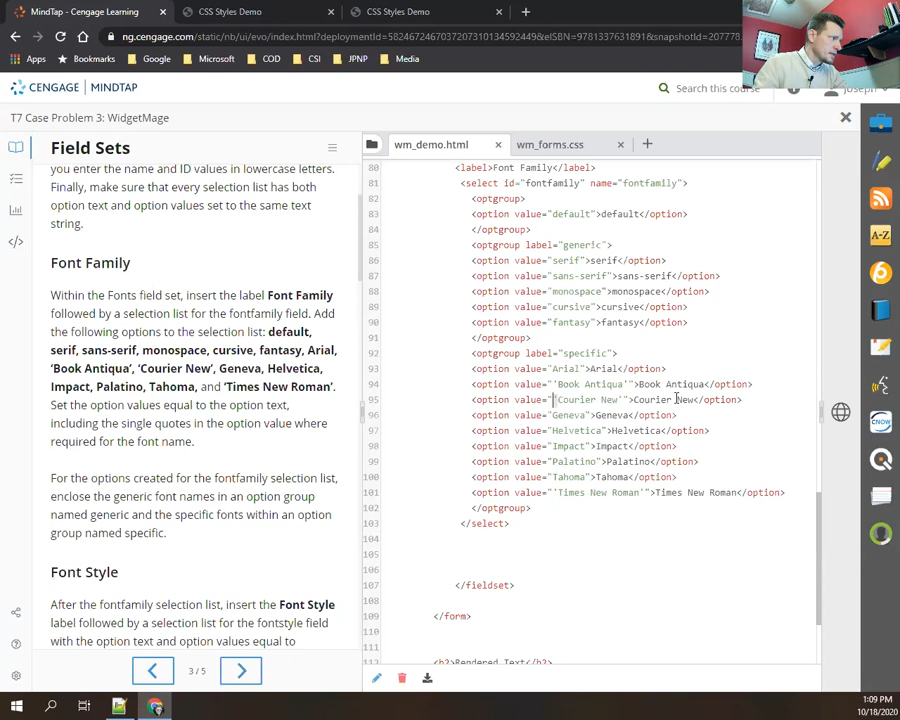 MindTap - Cengage Learning
CSS Styles Demo
CSS Styles Demo
ng.cengage.com/static/nb/ui/evo/index.html?deploymentId=5824672467037207310134592449&eISBN=9781337631891&snapshotId=207778
Apps
Bookmarks
Google
Microsoft
COD
CSI
JPNP
Media
CENGAGE | MINDTAP
Search this course
T7 Case Problem 3: WidgetMage
Field Sets
you enter the name and ID values in lowercase letters.
Finally, make sure that every selection list has both
option text and option values set to the same text
string.
Font Family
Within the Fonts field set, insert the label Font Family
followed by a selection list for the fontfamily field. Add
the following options to the selection list: default,
serif, sans-serif, monospace, cursive, fantasy, Arial,
'Book Antiqua', 'Courier New', Geneva, Helvetica,
Impact, Palatino, Tahoma, and 'Times New Roman'.
Set the option values equal to the option text,
including the single quotes in the option value where
required for the font name.
For the options created for the fontfamily selection list,
enclose the generic font names in an option group
named generic and the specific fonts within an option
group named specific.
Font Style
After the fontfamily selection list, insert the Font Style
label followed by a selection list for the fontstyle field
with the option text and option values equal to
3 / 5
wm_demo.html
wm_forms.css
80 <label>Font Family</label>
81 <select id="fontfamily" name="fontfamily">
82 <optgroup>
83 <option value="default">default</option>
84 </optgroup>
85 <optgroup label="generic">
86 <option value="serif">serif</option>
87 <option value="sans-serif">sans-serif</option>
88 <option value="monospace">monospace</option>
89 <option value="cursive">cursive</option>
90 <option value="fantasy">fantasy</option>
91 </optgroup>
92 <optgroup label="specific">
93 <option value="Arial">Arial</option>
94 <option value="'Book Antiqua'">Book Antiqua</option>
95 <option value="'Courier New'">Courier New</option>
96 <option value="Geneva">Geneva</option>
97 <option value="Helvetica">Helvetica</option>
98 <option value="Impact">Impact</option>
99 <option value="Palatino">Palatino</option>
100 <option value="Tahoma">Tahoma</option>
101 <option value="'Times New Roman'">Times New Roman</option>
102 </optgroup>
103 </select>
104
105
106
107 </fieldset>
108
109 </form>
110
111
112 <h2>Rendered Text</h2>
A-Z
CNOW
1:09 PM
10/18/2020